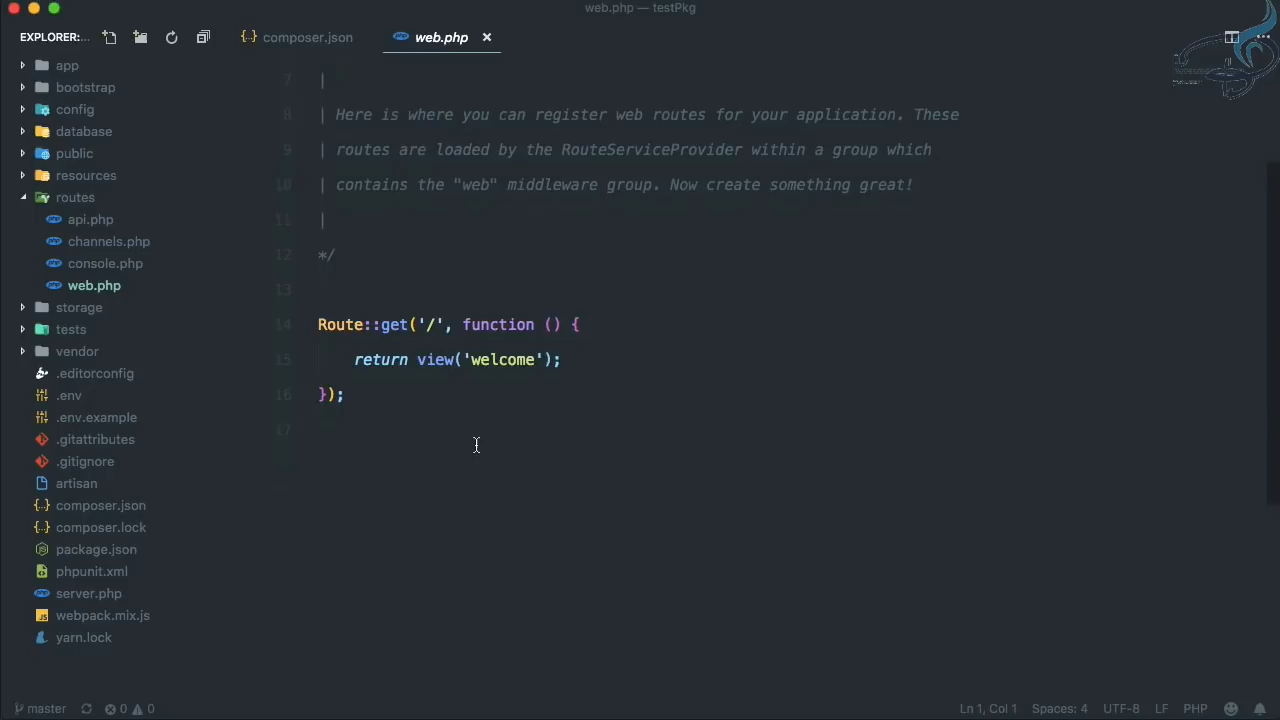 web.php — testPkg
EXPLORER:...
composer.json
web.php
app
bootstrap
config
database
public
resources
routes
api.php
channels.php
console.php
web.php
storage
tests
vendor
.editorconfig
.env
.env.example
.gitattributes
.gitignore
artisan
composer.json
composer.lock
package.json
phpunit.xml
server.php
webpack.mix.js
yarn.lock
7 |
8 | Here is where you can register web routes for your application. These
9 | routes are loaded by the RouteServiceProvider within a group which
10 | contains the "web" middleware group. Now create something great!
11 |
12 */
13
14 Route::get('/', function () {
15 return view('welcome');
16 });
17
master 0 0 Ln 1, Col 1 Spaces: 4 UTF-8 LF PHP